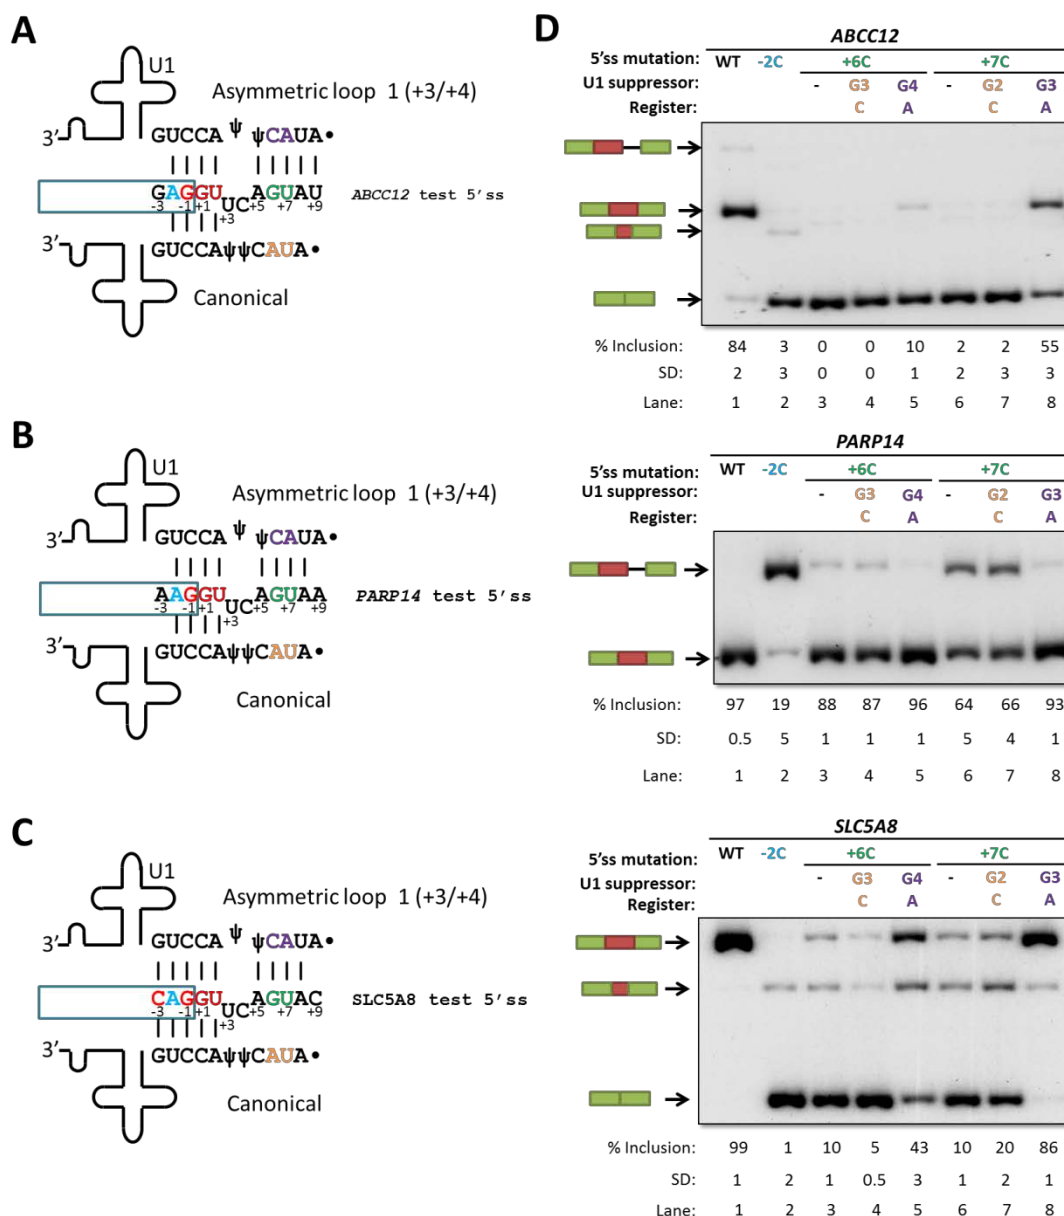 A
U1
Asymmetric loop 1 (+3/+4)
3’ GUCCA ψ ψCAUA•
GAGGU UC AGUAU ABCC12 test 5’ss
-3 -1 +1 +3 +5 +7 +9
3’ GUCCAψψCAUA•
Canonical
B
U1
Asymmetric loop 1 (+3/+4)
3’ GUCCA ψ ψCAUA•
AAGGU UC AGUAA PARP14 test 5’ss
-3 -1 +1 +3 +5 +7 +9
3’ GUCCAψψCAUA•
Canonical
C
U1
Asymmetric loop 1 (+3/+4)
3’ GUCCA ψ ψCAUA•
CAGGU UC AGUAC SLC5A8 test 5’ss
-3 -1 +1 +3 +5 +7 +9
3’ GUCCAψψCAUA•
Canonical
D
ABCC12
5’ss mutation: WT -2C +6C +7C
U1 suppressor: - G3 G4 - G2 G3
Register: C A C A
% Inclusion: 84 3 0 0 10 2 2 55
SD: 2 3 0 0 1 2 3 3
Lane: 1 2 3 4 5 6 7 8
PARP14
5’ss mutation: WT -2C +6C +7C
U1 suppressor: - G3 G4 - G2 G3
Register: C A C A
% Inclusion: 97 19 88 87 96 64 66 93
SD: 0.5 5 1 1 1 5 4 1
Lane: 1 2 3 4 5 6 7 8
SLC5A8
5’ss mutation: WT -2C +6C +7C
U1 suppressor: - G3 G4 - G2 G3
Register: C A C A
% Inclusion: 99 1 10 5 43 10 20 86
SD: 1 2 1 0.5 3 1 2 1
Lane: 1 2 3 4 5 6 7 8